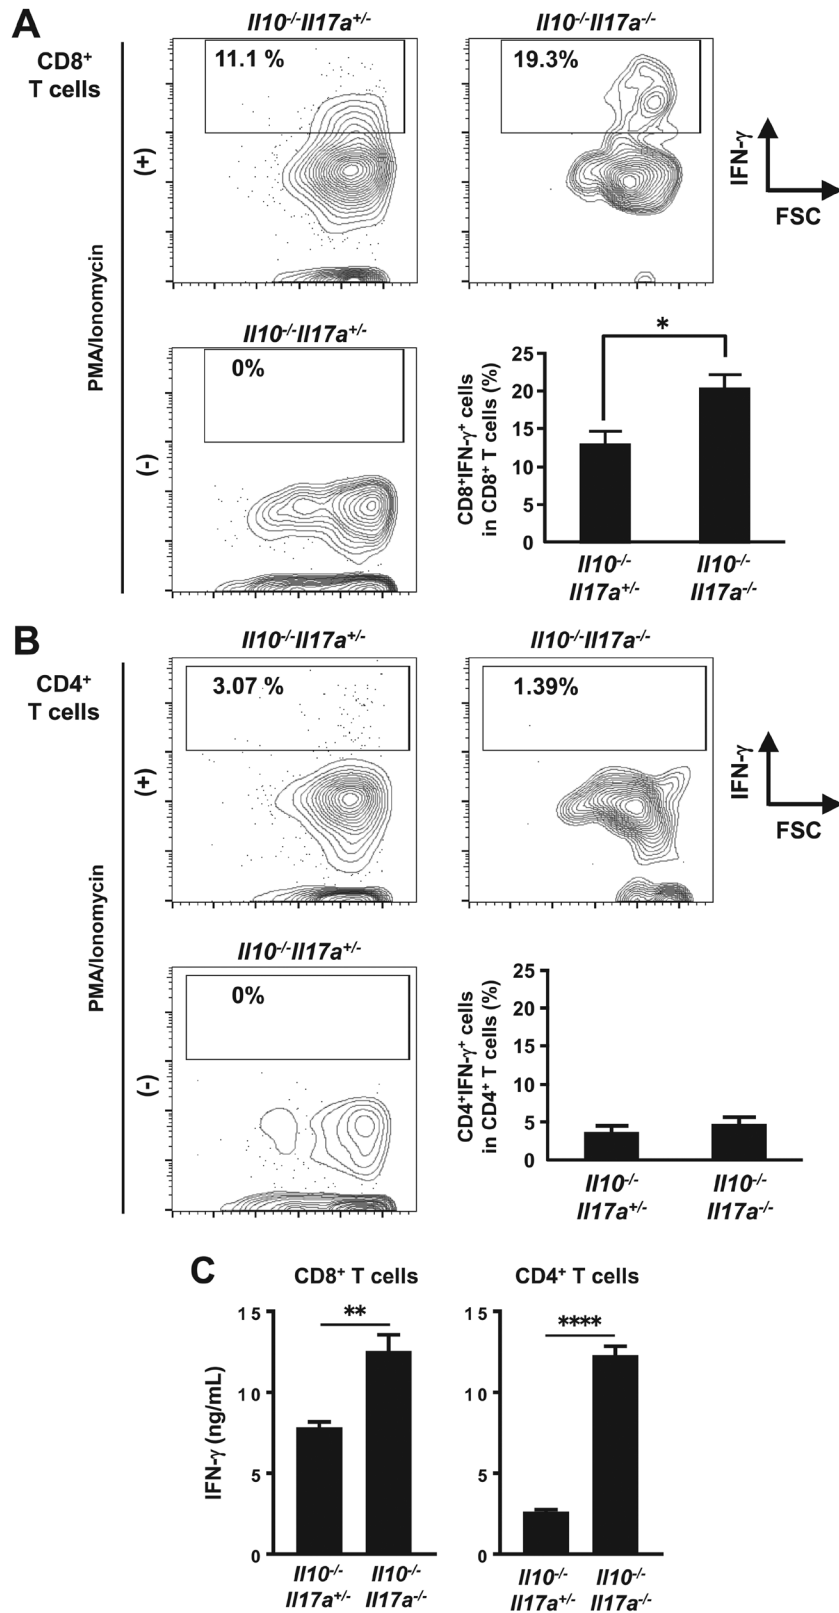 A
Il10-/-Il17a+/-
Il10-/-Il17a-/-
CD8+
T cells
11.1 %
19.3%
(+)
IFN-γ
FSC
PMA/Ionomycin
Il10-/-Il17a+/-
0%
(-)
*
CD8+IFN-γ+ cells
in CD8+ T cells (%)
25
20
15
10
5
0
Il10-/-
Il17a+/-
Il10-/-
Il17a-/-
B
Il10-/-Il17a+/-
Il10-/-Il17a-/-
CD4+
T cells
3.07 %
1.39%
(+)
IFN-γ
FSC
PMA/Ionomycin
Il10-/-Il17a+/-
0%
(-)
CD4+IFN-γ+ cells
in CD4+ T cells (%)
25
20
15
10
5
0
Il10-/-
Il17a+/-
Il10-/-
Il17a-/-
C
CD8+ T cells
CD4+ T cells
IFN-γ (ng/mL)
15
10
5
0
**
Il10-/-
Il17a+/-
Il10-/-
Il17a-/-
15
10
5
0
****
Il10-/-
Il17a+/-
Il10-/-
Il17a-/-